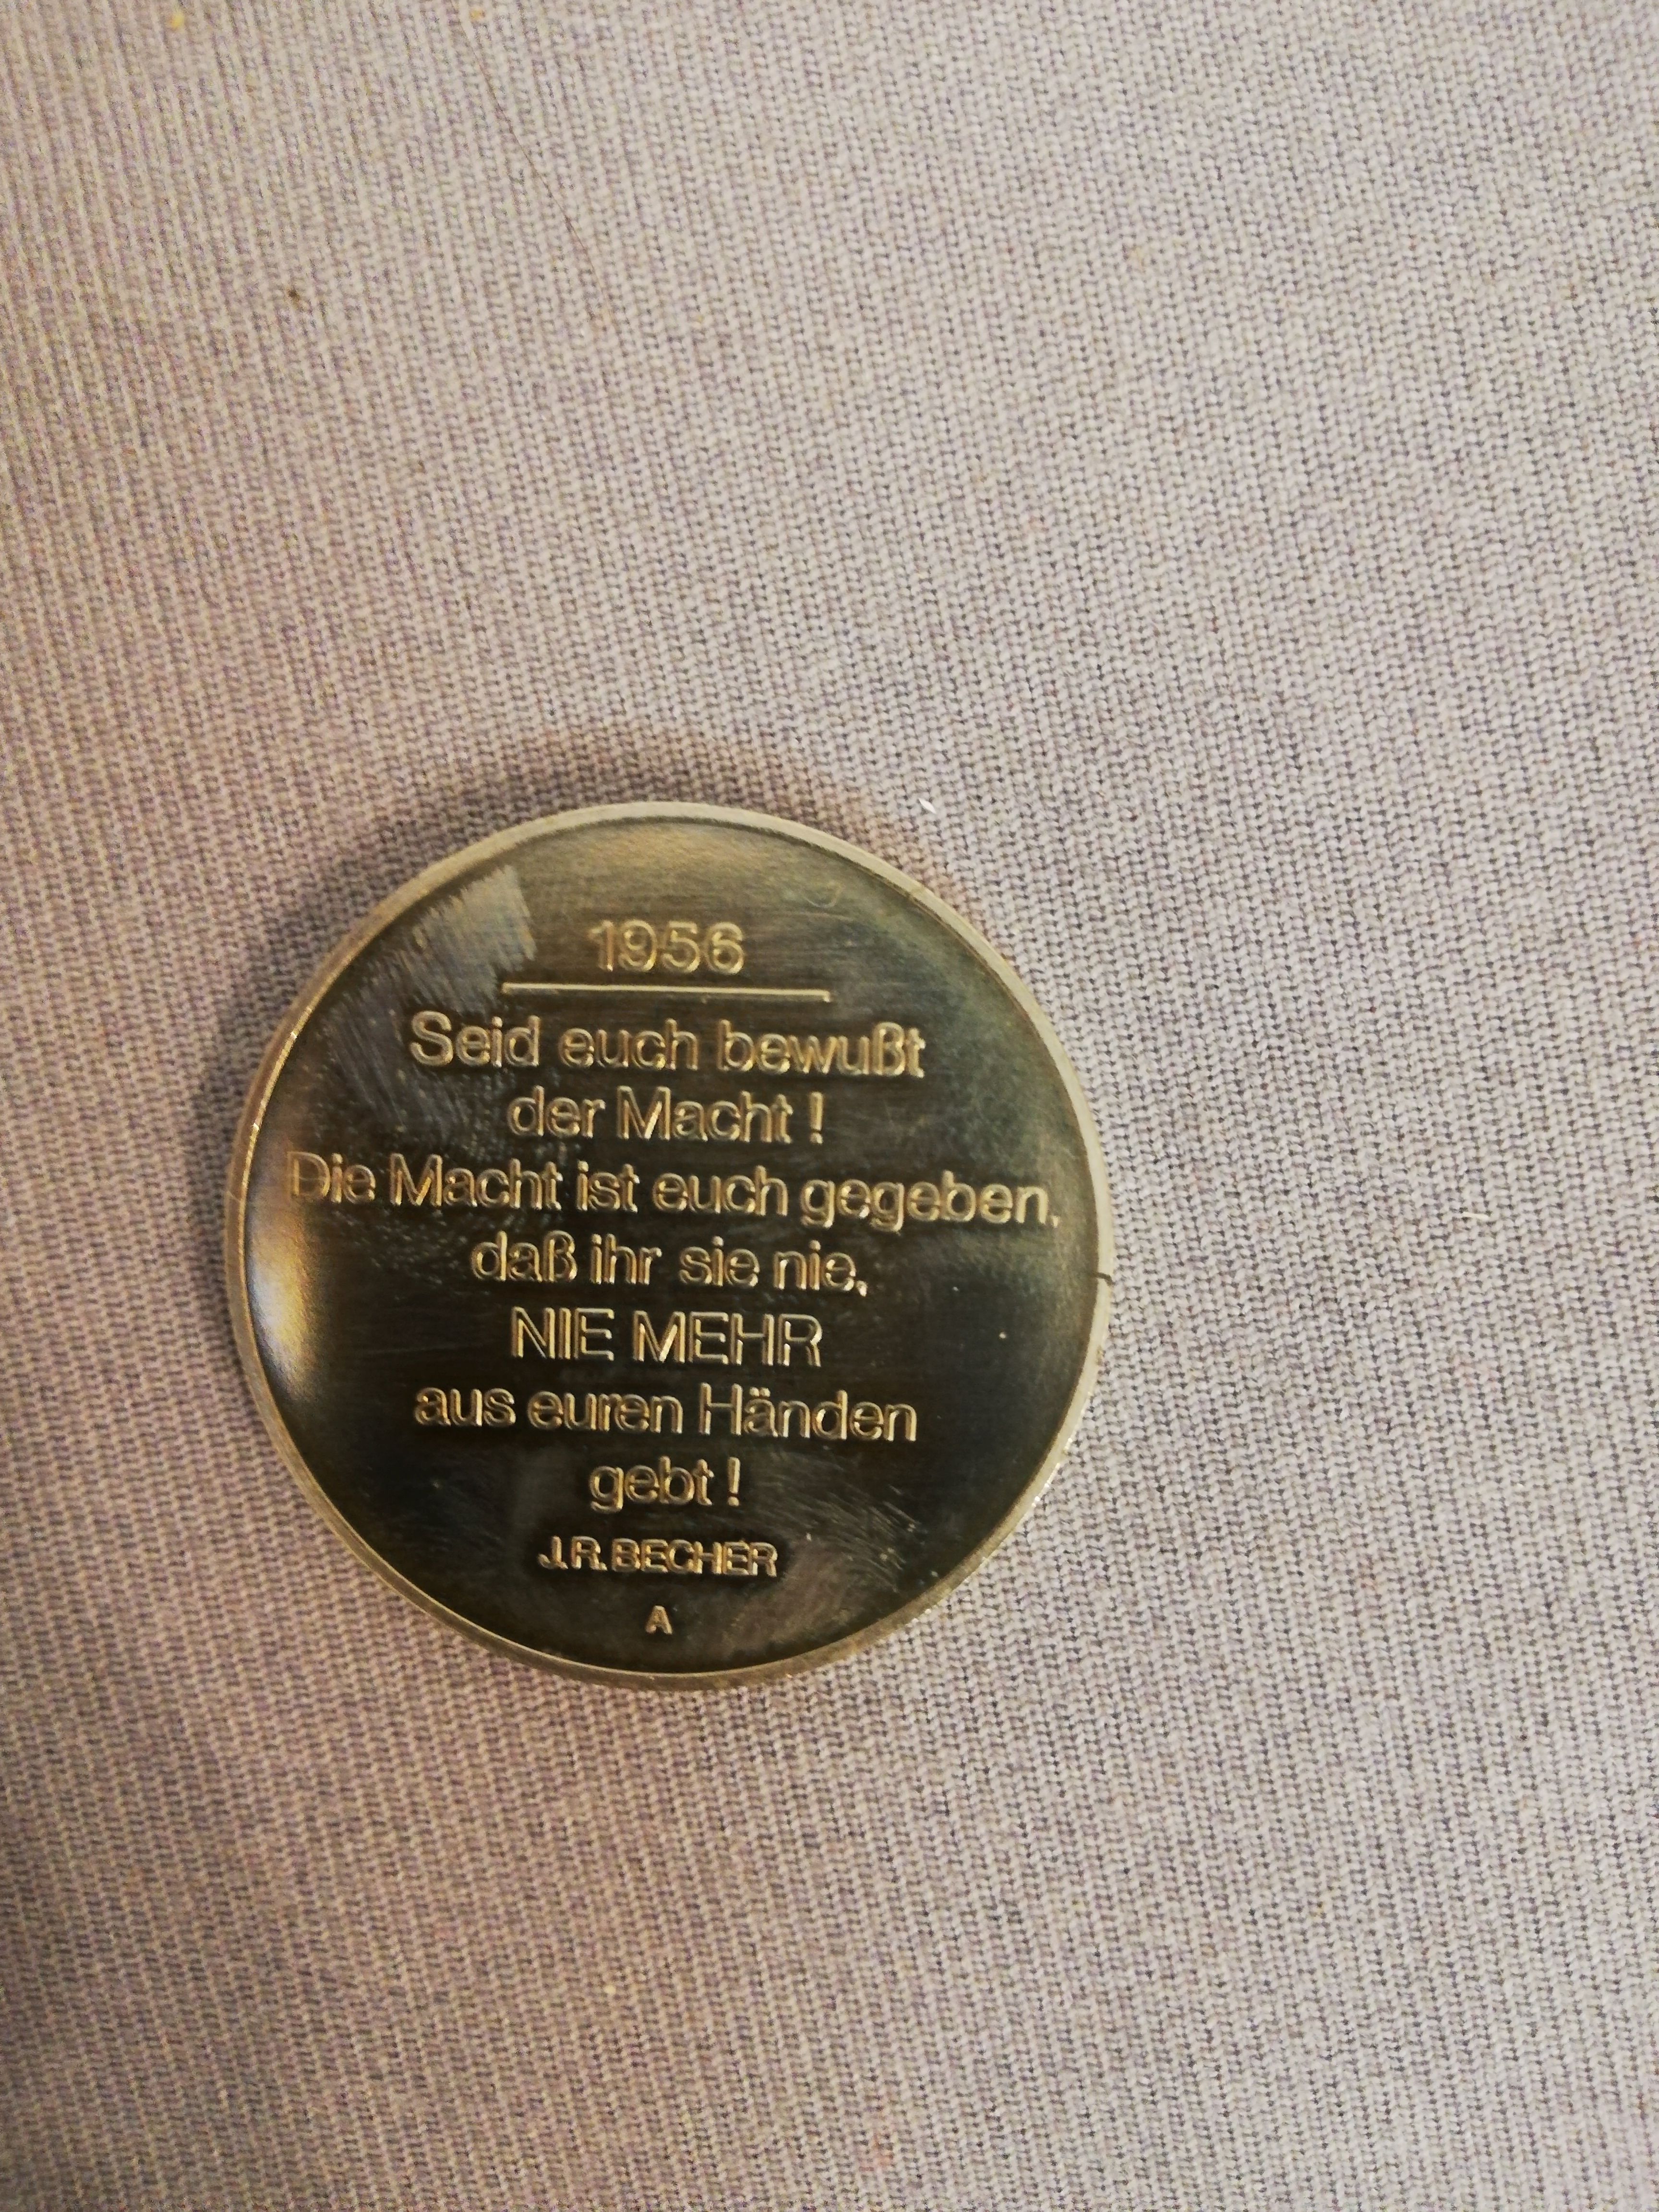 1956
Seid euch bewußt
der Macht !
Die Macht ist euch gegeben,
daß ihr sie nie,
NIE MEHR
aus euren Händen
gebt !
J.R. BECHER
A